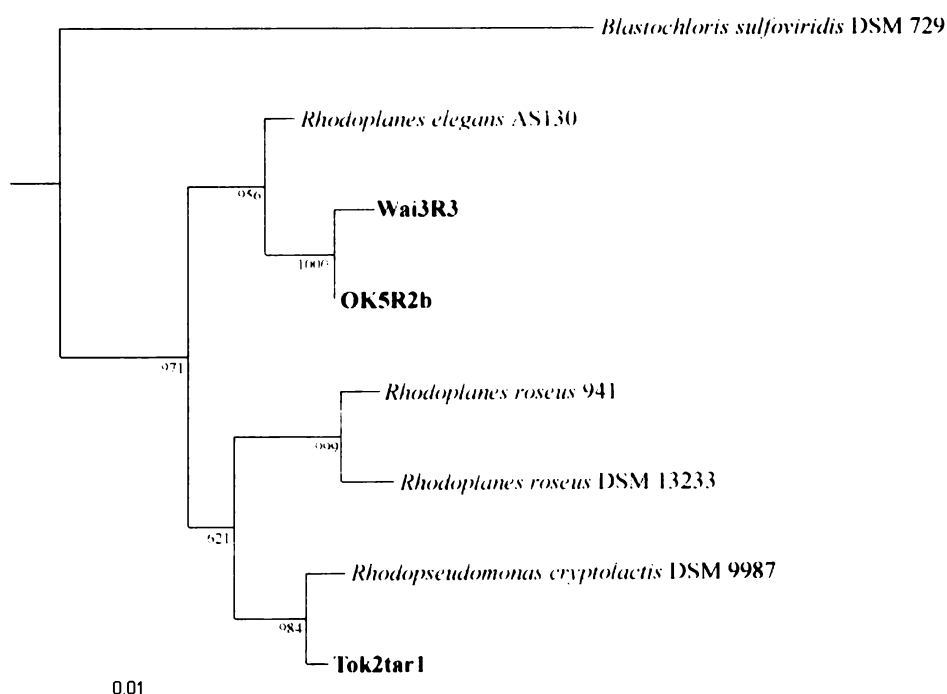 Blastochloris sulfoviridis DSM 729
Rhodoplanes elegans AS130
956
Wai3R3
1000
OK5R2b
971
Rhodoplanes roseus 941
999
Rhodoplanes roseus DSM 13233
621
Rhodopseudomonas cryptolactis DSM 9987
984
Tok2tar1
0.01